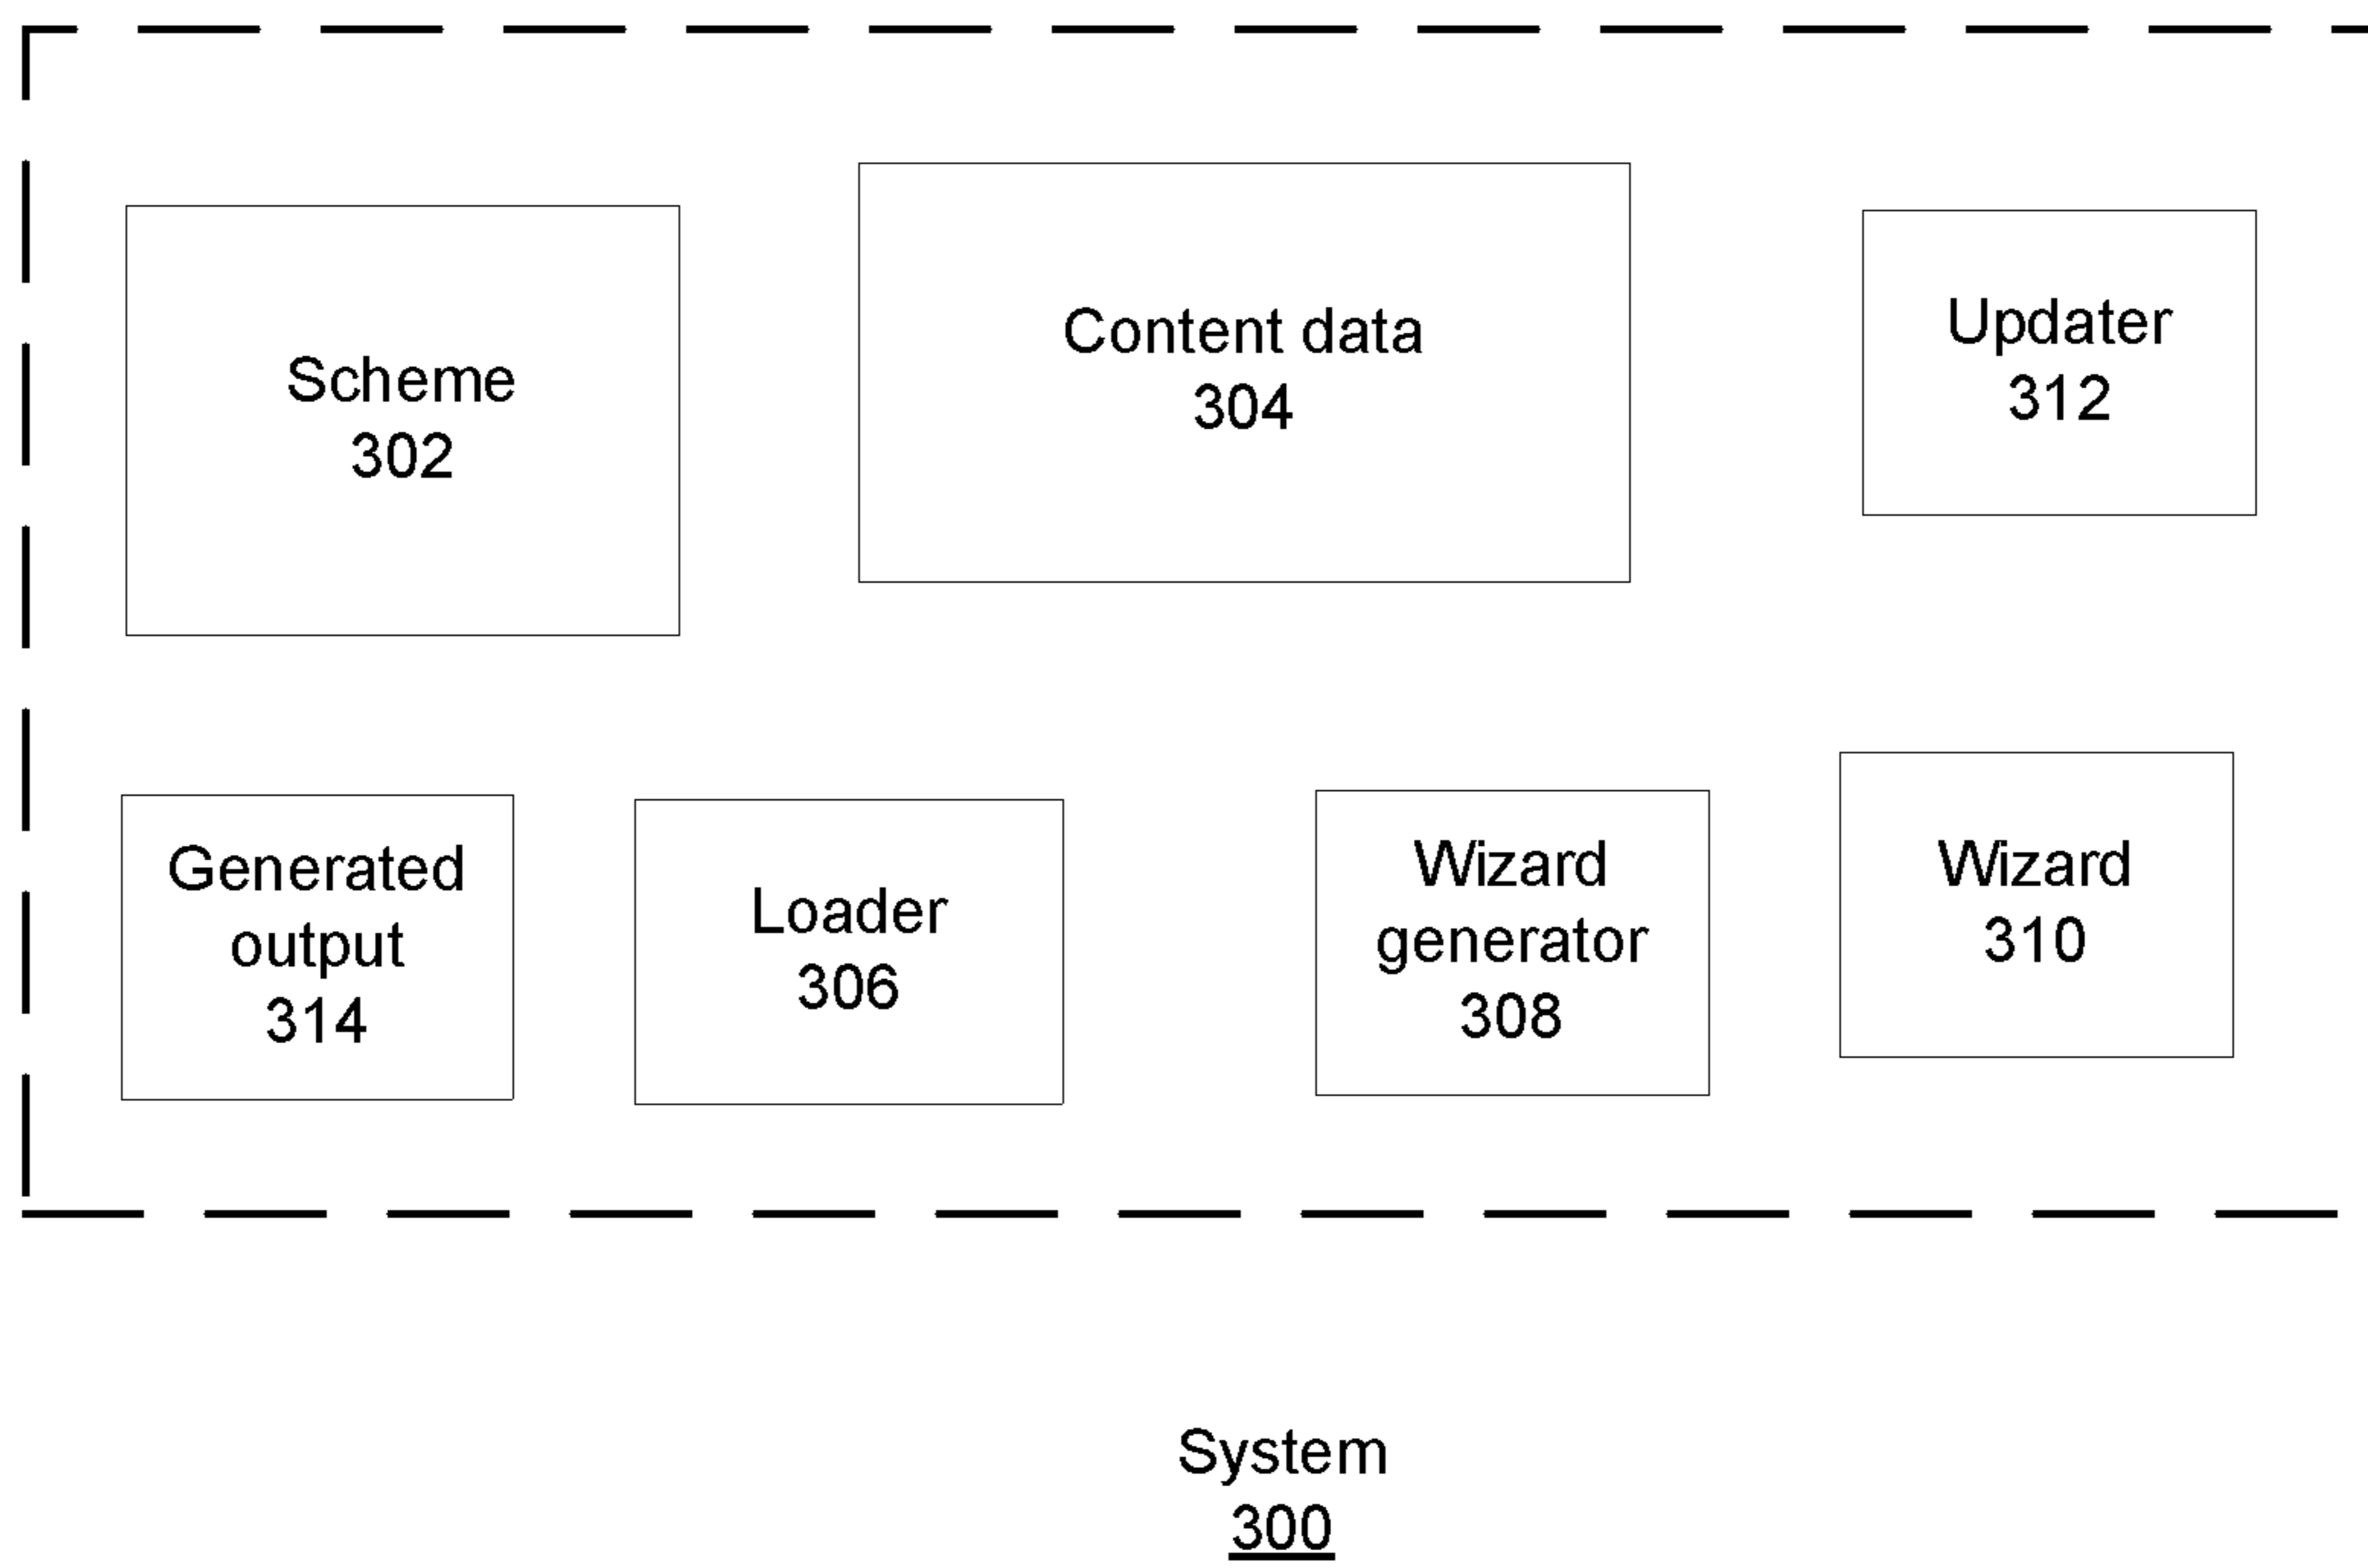 Scheme
302
Content data
304
Updater
312
Generated
output
314
Loader
306
Wizard
generator
308
Wizard
310
System
300